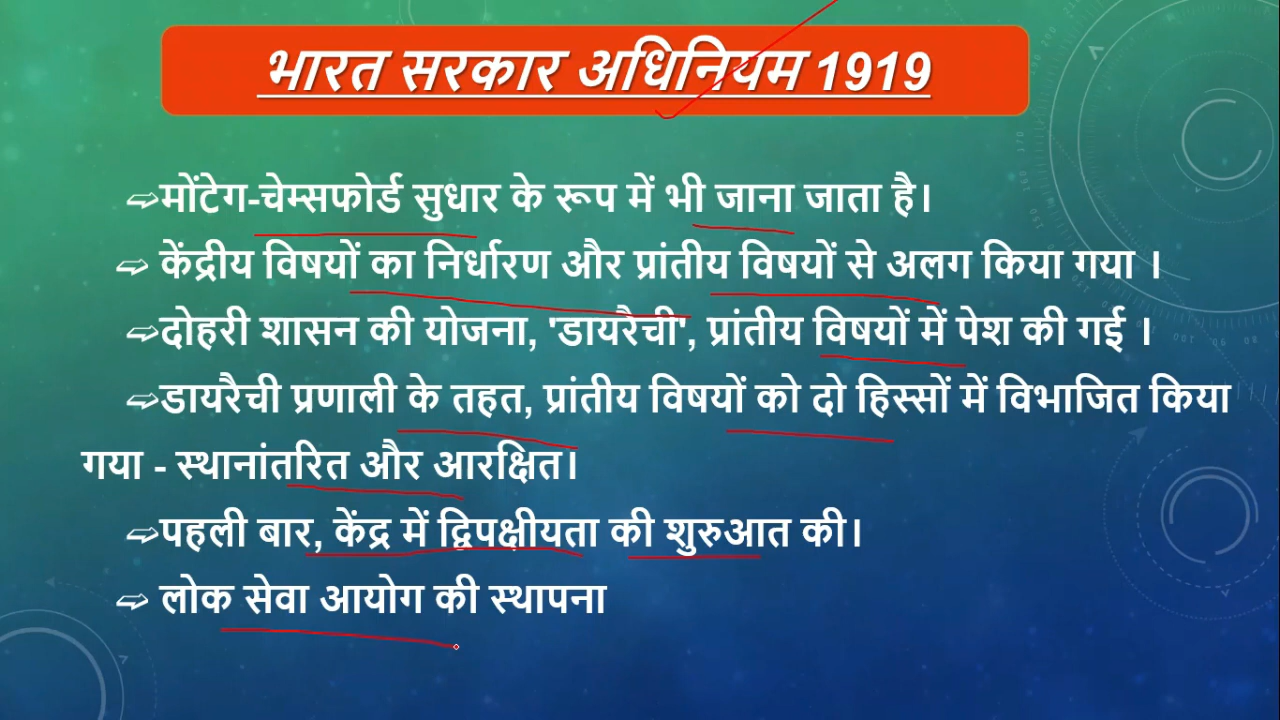 भारत सरकार अधिनियम 1919
➩मोंटेग-चेम्सफोर्ड सुधार के रूप में भी जाना जाता है।
➩ केंद्रीय विषयों का निर्धारण और प्रांतीय विषयों से अलग किया गया ।
➩दोहरी शासन की योजना, 'डायरैची', प्रांतीय विषयों में पेश की गई ।
➩डायरैची प्रणाली के तहत, प्रांतीय विषयों को दो हिस्सों में विभाजित किया
गया - स्थानांतरित और आरक्षित।
➩पहली बार, केंद्र में द्विपक्षीयता की शुरुआत की।
➩ लोक सेवा आयोग की स्थापना